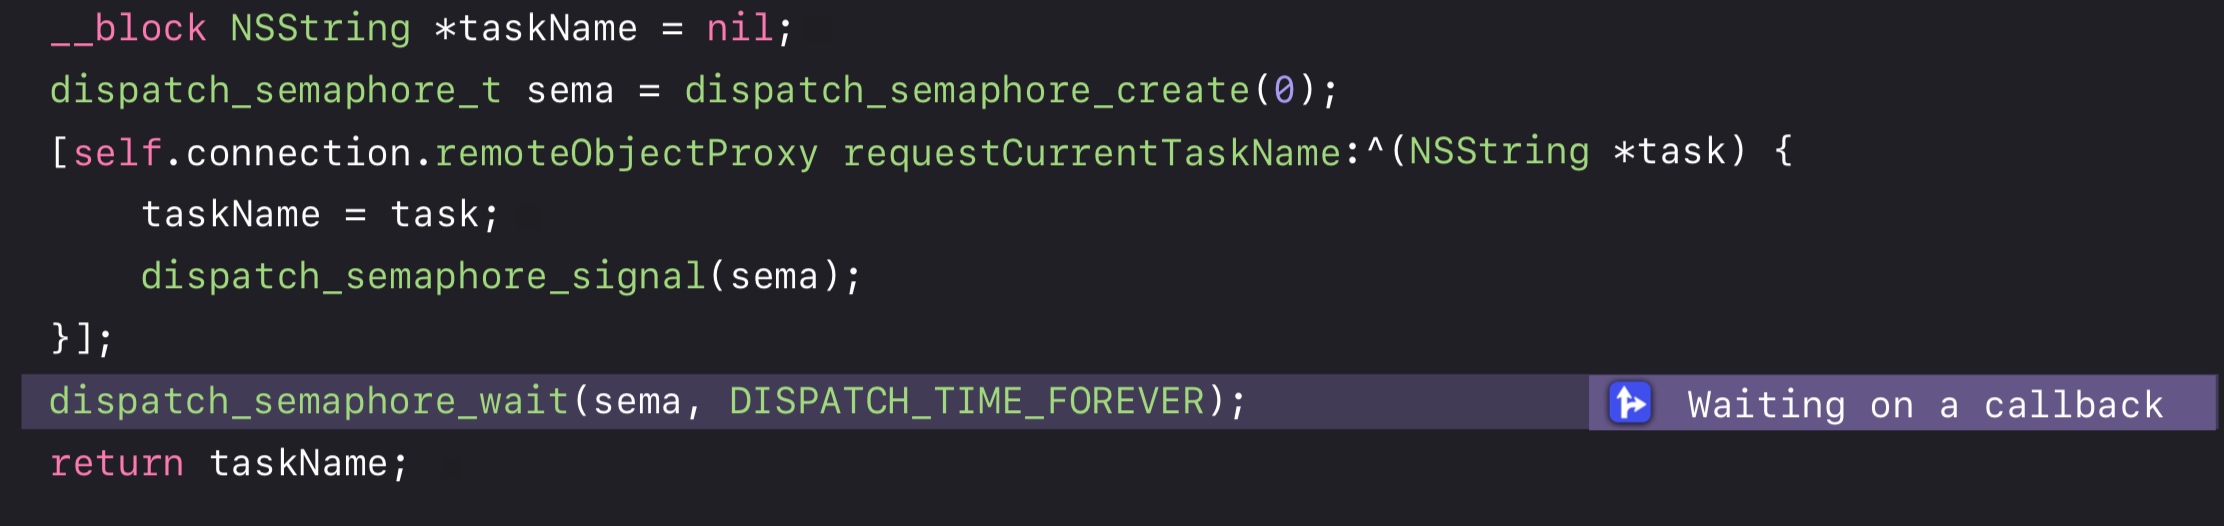 __block NSString *taskName = nil;
dispatch_semaphore_t sema = dispatch_semaphore_create(0);
[self.connection.remoteObjectProxy requestCurrentTaskName:^(NSString *task) {
    taskName = task;
    dispatch_semaphore_signal(sema);
}];
dispatch_semaphore_wait(sema, DISPATCH_TIME_FOREVER); Waiting on a callback
return taskName;